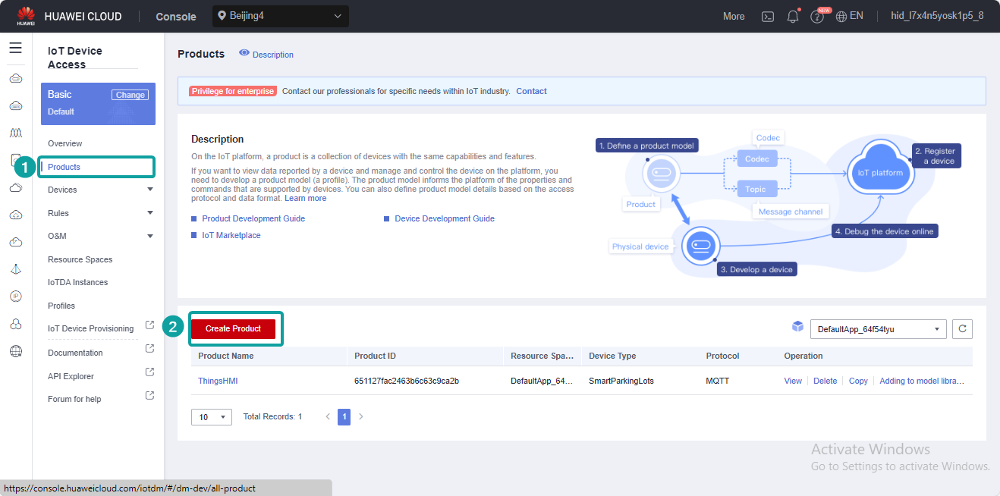 HUAWEI
HUAWEI CLOUD
Console
Beijing4
More
NEW
EN
hid_l7x4n5yosk1p5_8
IoT Device
Access
Basic
Change
Default
Overview
1
Products
Devices
Rules
O&M
Resource Spaces
IoTDA Instances
Profiles
IoT Device Provisioning
Documentation
API Explorer
Forum for help
IP
Products
Description
Privilege for enterprise Contact our professionals for specific needs within IoT industry. Contact
Description
On the IoT platform, a product is a collection of devices with the same capabilities and features.
If you want to view data reported by a device and manage and control the device on the platform, you
need to develop a product model (a profile). The product model informs the platform of the properties and
commands that are supported by devices. You can also define product model details based on the access
protocol and data format. Learn more
Product Development Guide
Device Development Guide
IoT Marketplace
1. Define a product model
Codec
Codec
2. Register
a device
IoT platform
Topic
Product
Message channel
4. Debug the device online
Physical device
3. Develop a device
2
Create Product
DefaultApp_64f54tyu
Product Name Product ID Resource Spa... Device Type Protocol Operation
ThingsHMI 651127fac2463b6c63c9ca2b DefaultApp_64... SmartParkingLots MQTT View Delete Copy Adding to model libra...
10 Total Records: 1 < 1 >
Activate Windows
Go to Settings to activate Windows.
https://console.huaweicloud.com/iotdm/#/dm-dev/all-product